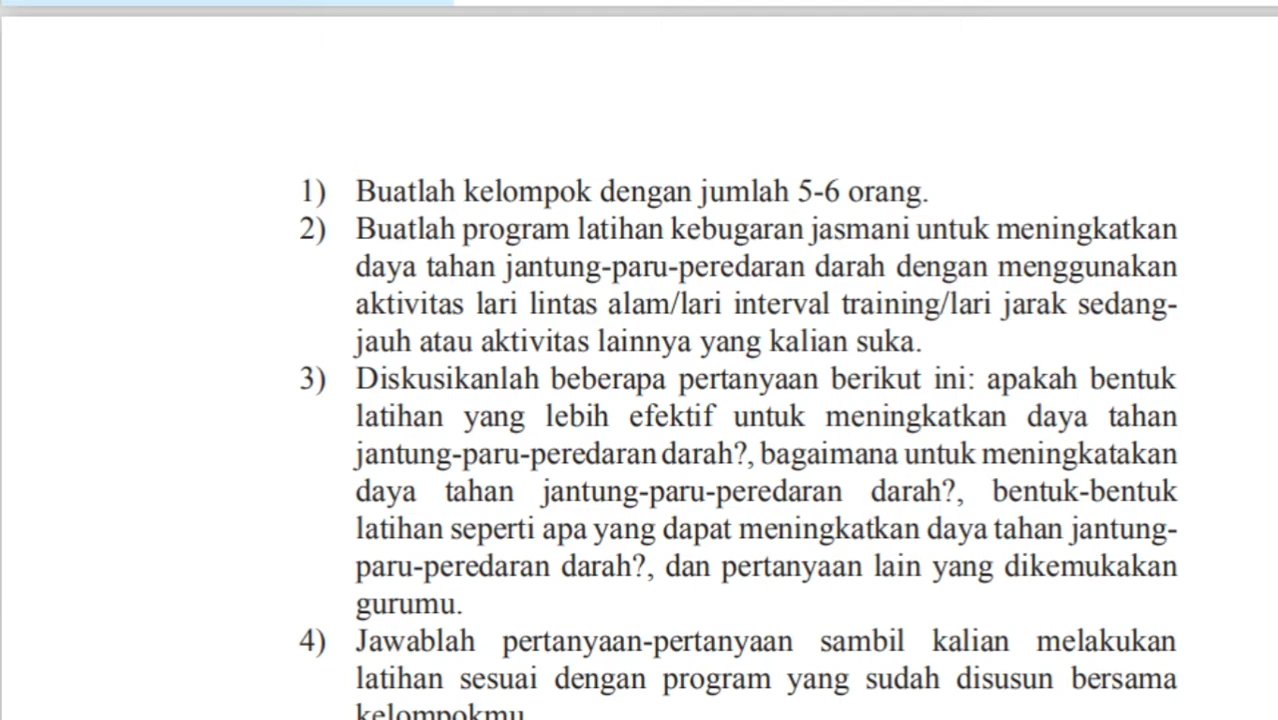 1) Buatlah kelompok dengan jumlah 5-6 orang.
2) Buatlah program latihan kebugaran jasmani untuk meningkatkan
daya tahan jantung-paru-peredaran darah dengan menggunakan
aktivitas lari lintas alam/lari interval training/lari jarak sedang-
jauh atau aktivitas lainnya yang kalian suka.
3) Diskusikanlah beberapa pertanyaan berikut ini: apakah bentuk
latihan yang lebih efektif untuk meningkatkan daya tahan
jantung-paru-peredaran darah?, bagaimana untuk meningkatakan
daya tahan jantung-paru-peredaran darah?, bentuk-bentuk
latihan seperti apa yang dapat meningkatkan daya tahan jantung-
paru-peredaran darah?, dan pertanyaan lain yang dikemukakan
gurumu.
4) Jawablah pertanyaan-pertanyaan sambil kalian melakukan
latihan sesuai dengan program yang sudah disusun bersama
kelompokmu